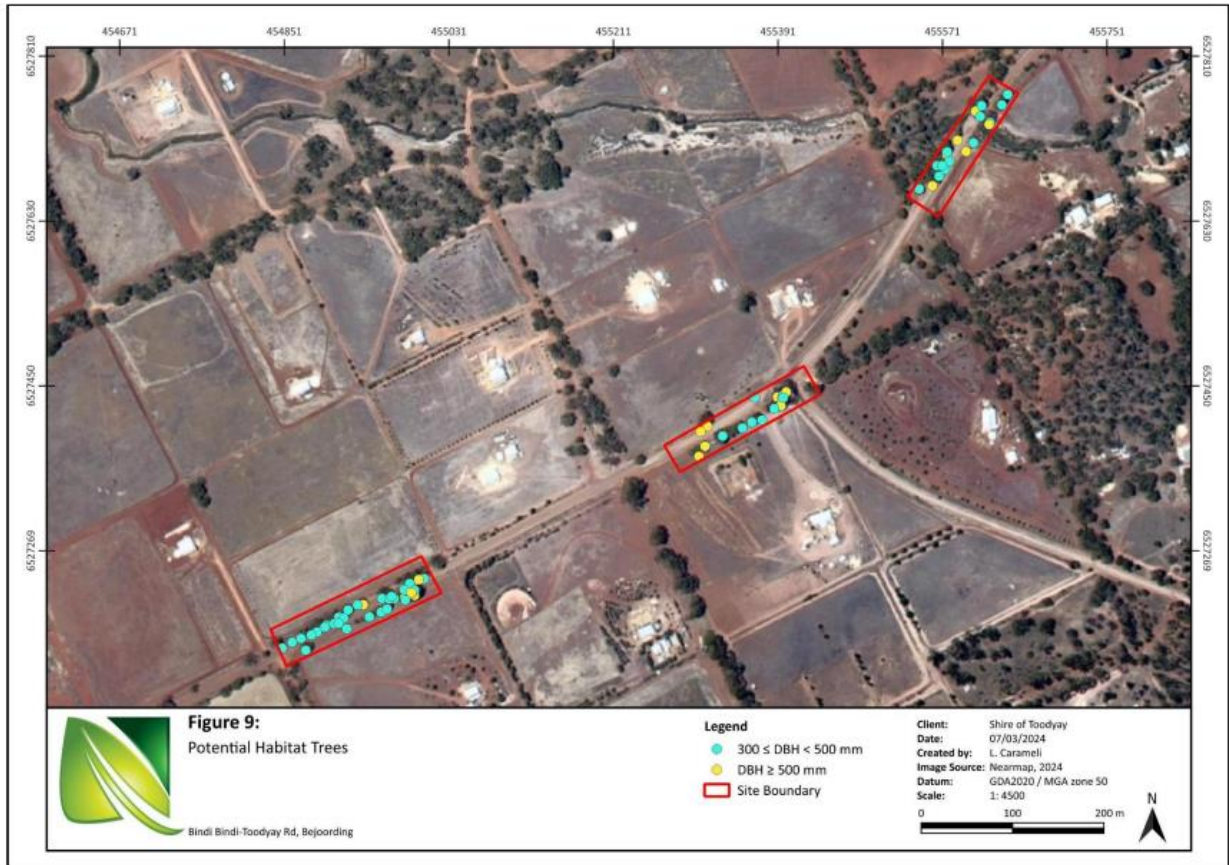 454671 454851 455031 455211 455391 455571 455751
6527810 6527810
6527630 6527630
6527450 6527450
6527269 6527269
Figure 9:
Potential Habitat Trees
Bindi Bindi-Toodyay Rd, Bejoording
Legend
300 ≤ DBH < 500 mm
DBH ≥ 500 mm
Site Boundary
Client: Shire of Toodyay
Date: 07/03/2024
Created by: L. Carameli
Image Source: Nearmap, 2024
Datum: GDA2020 / MGA zone 50
Scale: 1: 4500
0 100 200 m
N